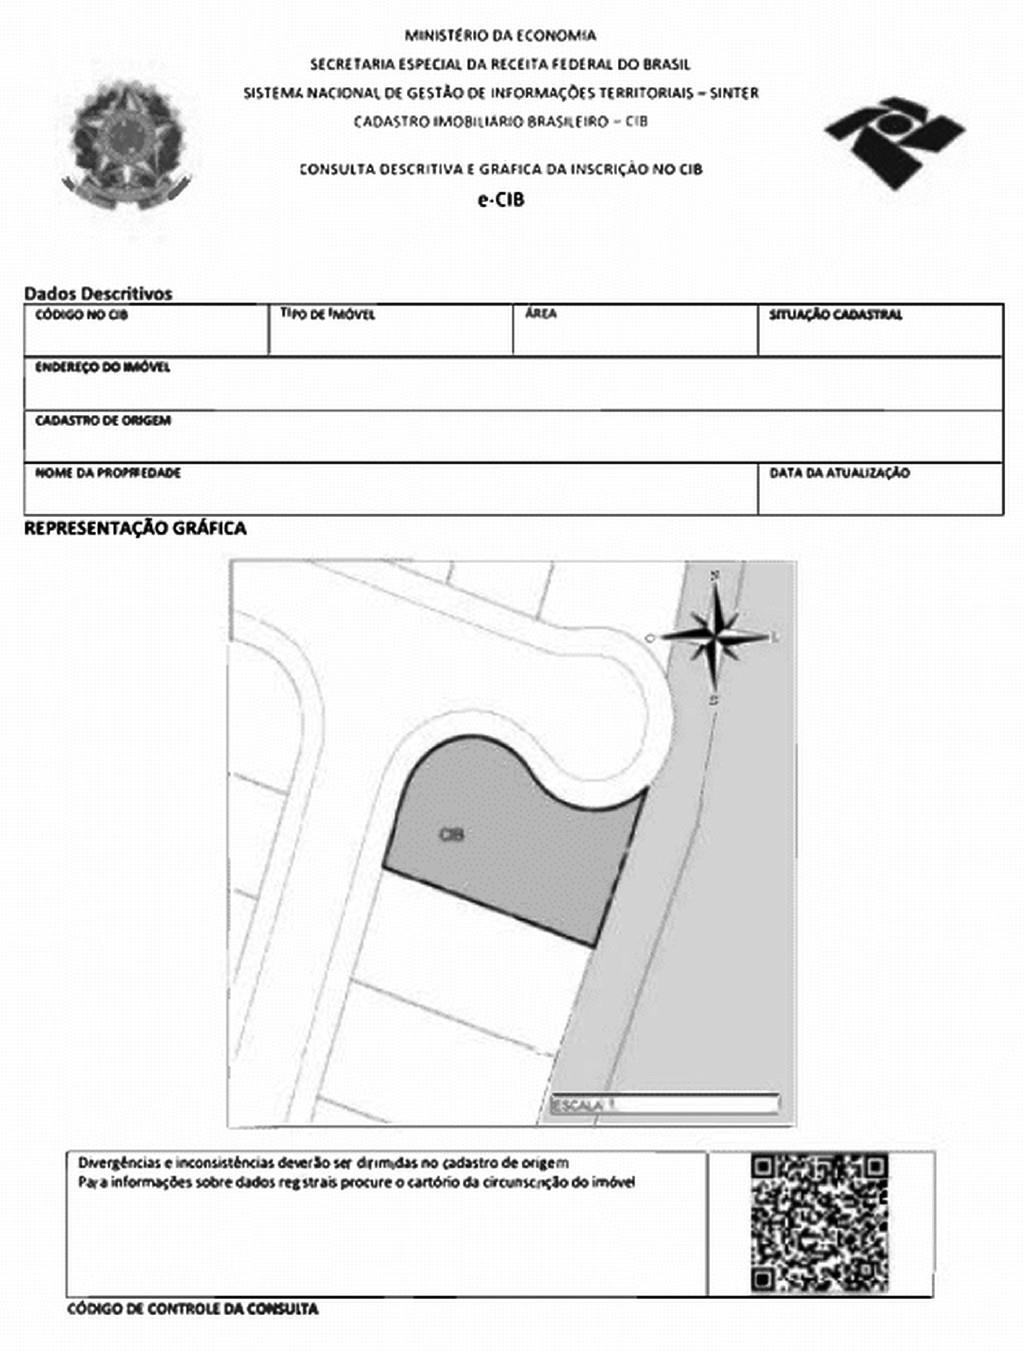 MINISTÉRIO DA ECONOMIA
SECRETARIA ESPECIAL DA RECEITA FEDERAL DO BRASIL
SISTEMA NACIONAL DE GESTÃO DE INFORMAÇÕES TERRITORIAIS – SINTER
CADASTRO IMOBILIÁRIO BRASILEIRO – CIB
CONSULTA DESCRITIVA E GRÁFICA DA INSCRIÇÃO NO CIB
e-CIB
Dados Descritivos
CÓDIGO NO CIB TIPO DE IMÓVEL ÁREA SITUAÇÃO CADASTRAL
ENDEREÇO DO IMÓVEL
CADASTRO DE ORIGEM
NOME DA PROPRIEDADE DATA DA ATUALIZAÇÃO
REPRESENTAÇÃO GRÁFICA
N
O L
S
CIB
ESCALA 1:
Divergências e inconsistências deverão ser dirimidas no cadastro de origem
Para informações sobre dados registrais procure o cartório da circunscrição do imóvel
CÓDIGO DE CONTROLE DA CONSULTA